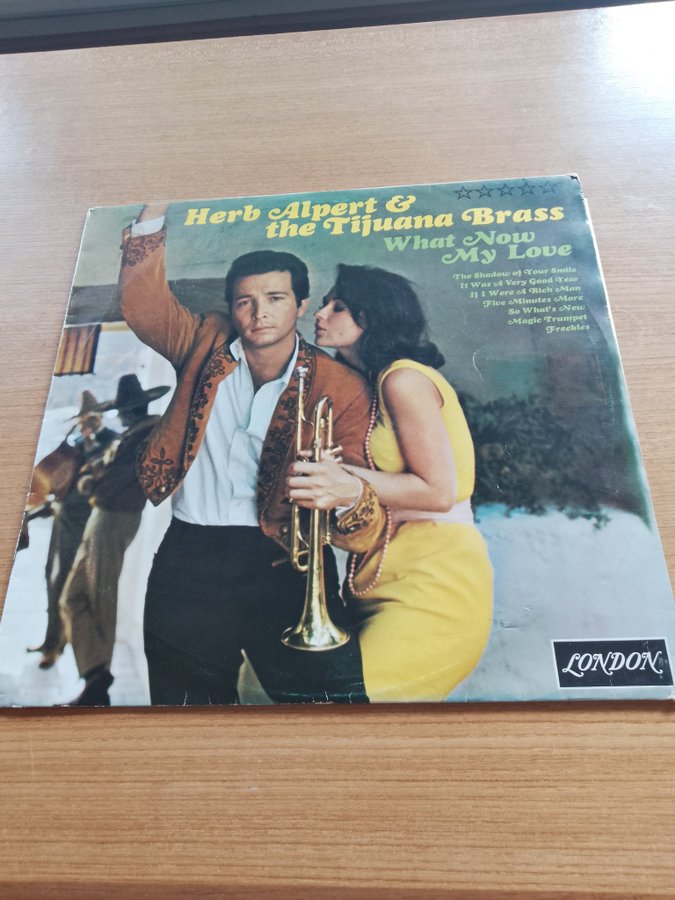 Herb Alpert &
the Tijuana Brass
What Now
My Love
The Shadow of Your Smile
It Was A Very Good Year
If I Were A Rich Man
Five Minutes More
So What's New
Magic Trumpet
Freckles
LONDON